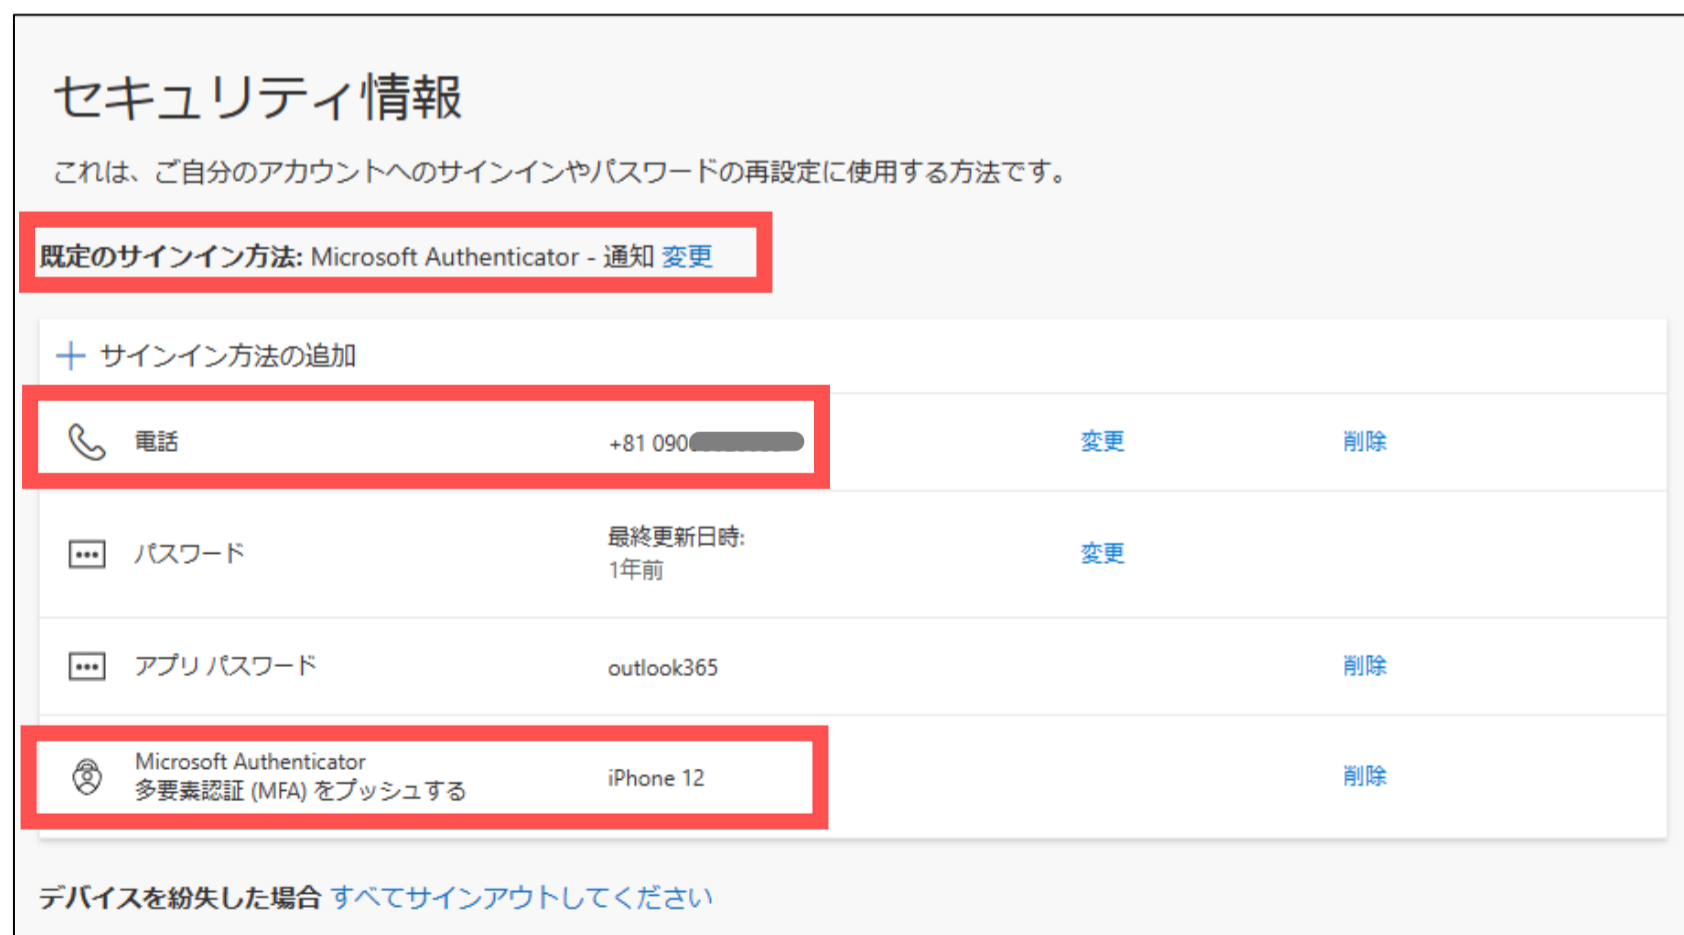 セキュリティ情報
これは、ご自分のアカウントへのサインインやパスワードの再設定に使用する方法です。
既定のサインイン方法: Microsoft Authenticator - 通知 変更
サインイン方法の追加
電話 +81 090 変更 削除
パスワード 最終更新日時: 変更
1年前
アプリ パスワード outlook365 削除
Microsoft Authenticator
多要素認証 (MFA) をプッシュする iPhone 12 削除
デバイスを紛失した場合 すべてサインアウトしてください